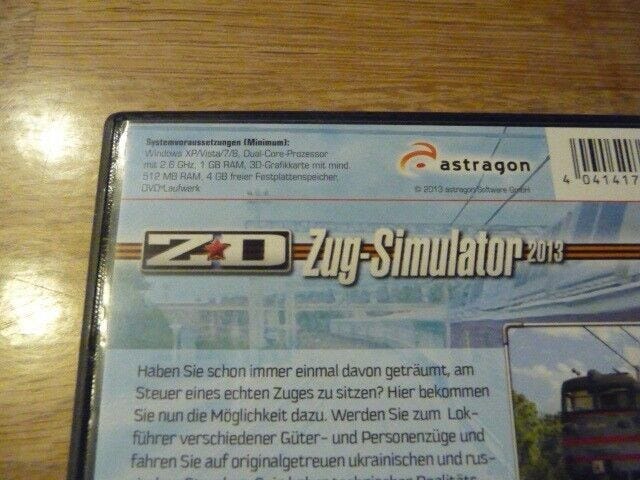 Systemvoraussetzungen (Minimum):
Windows XP/Vista/7/8, Dual-Core-Prozessor
mit 2.6 GHz, 1 GB RAM, 3D-Grafikkarte mit mind.
512 MB RAM, 4 GB freier Festplattenspeicher,
DVD-Laufwerk
astragon
© 2013 astragon Software GmbH
4 041417
ZD Zug-Simulator 2013
Haben Sie schon immer einmal davon geträumt, am
Steuer eines echten Zuges zu sitzen? Hier bekommen
Sie nun die Möglichkeit dazu. Werden Sie zum Lok-
führer verschiedener Güter- und Personenzüge und
fahren Sie auf originalgetreuen ukrainischen und rus-